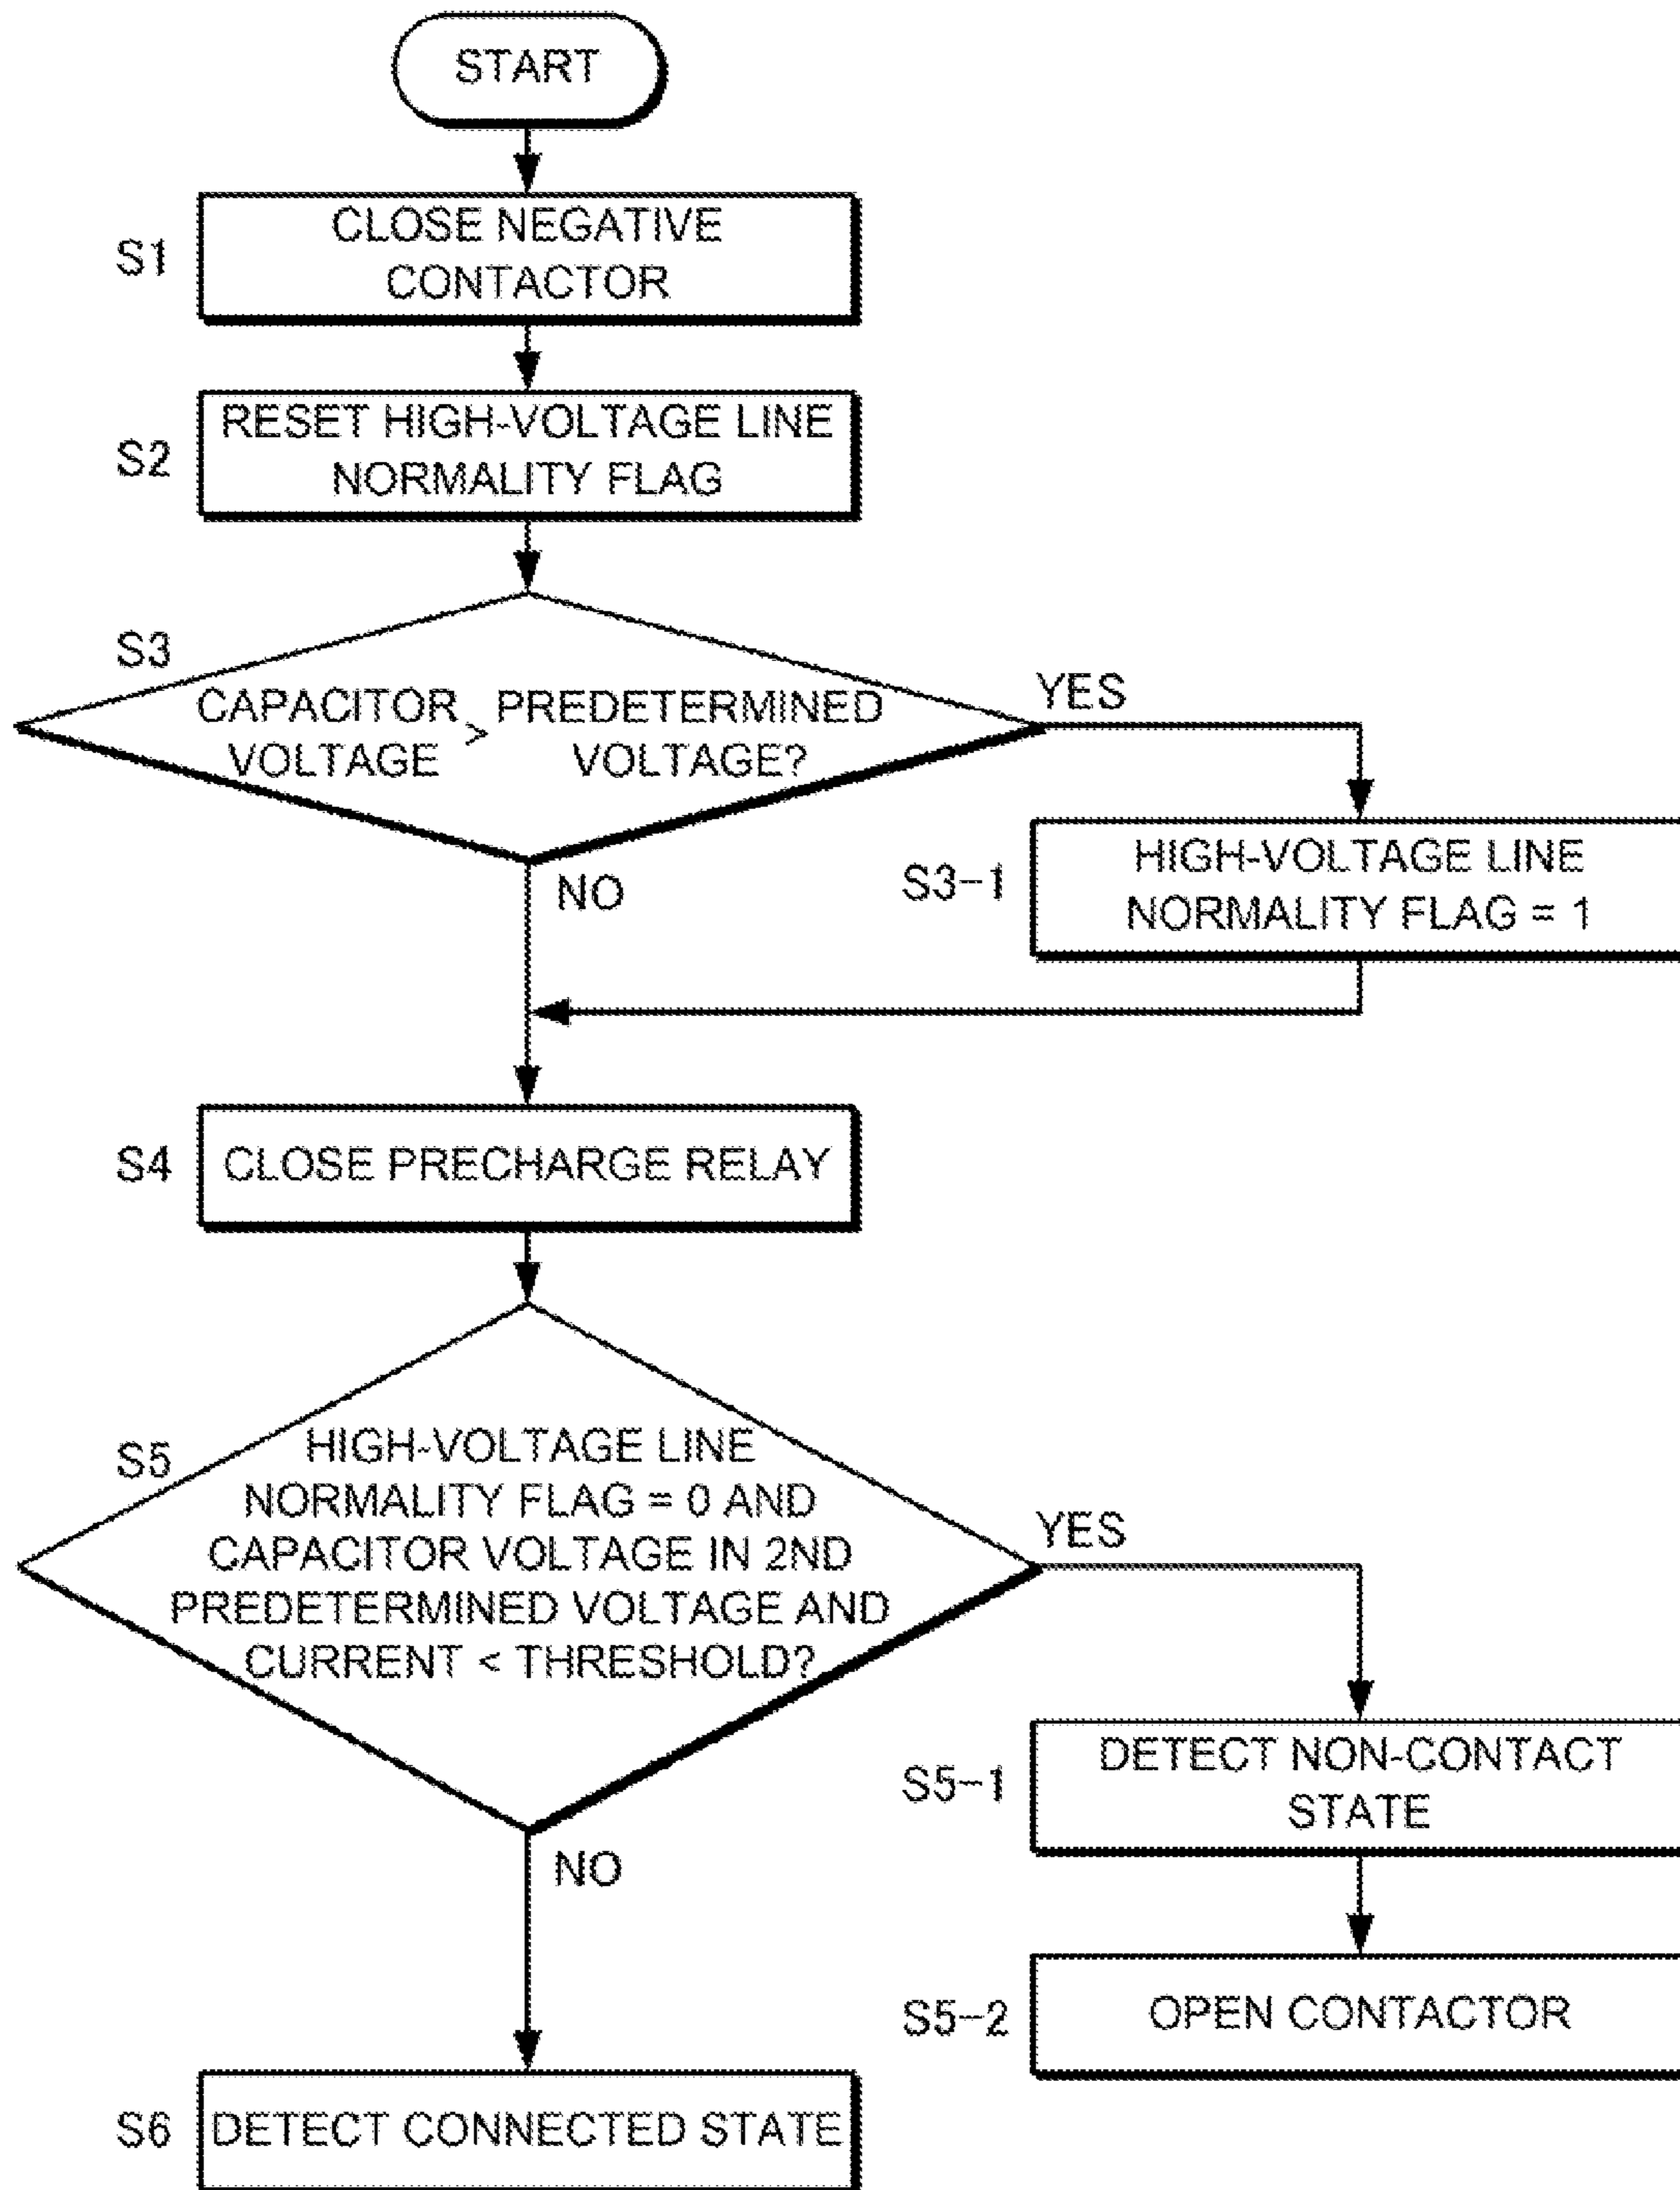 START
S1
CLOSE NEGATIVE
CONTACTOR
S2
RESET HIGH-VOLTAGE LINE
NORMALITY FLAG
S3
CAPACITOR
VOLTAGE
>
PREDETERMINED
VOLTAGE?
YES
NO
S3-1
HIGH-VOLTAGE LINE
NORMALITY FLAG = 1
S4
CLOSE PRECHARGE RELAY
S5
HIGH-VOLTAGE LINE
NORMALITY FLAG = 0 AND
CAPACITOR VOLTAGE IN 2ND
PREDETERMINED VOLTAGE AND
CURRENT < THRESHOLD?
YES
NO
S5-1
DETECT NON-CONTACT
STATE
S5-2
OPEN CONTACTOR
S6
DETECT CONNECTED STATE